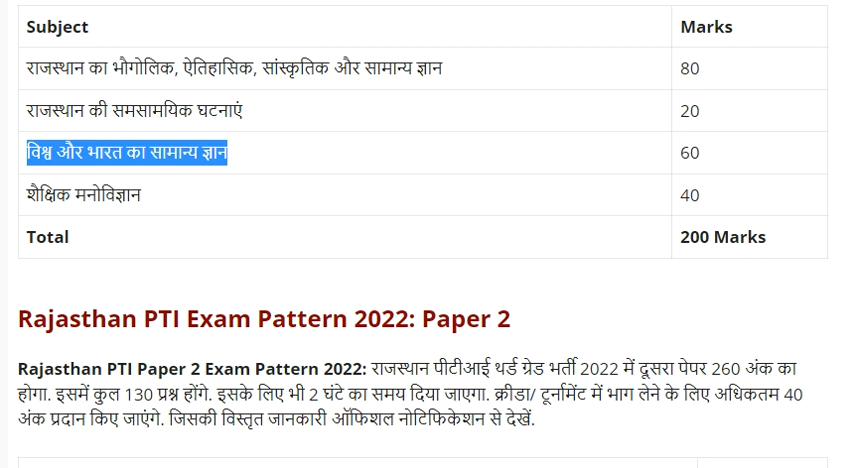 Subject Marks
राजस्थान का भौगोलिक, ऐतिहासिक, सांस्कृतिक और सामान्य ज्ञान 80
राजस्थान की समसामयिक घटनाएं 20
विश्व और भारत का सामान्य ज्ञान 60
शैक्षिक मनोविज्ञान 40
Total 200 Marks
Rajasthan PTI Exam Pattern 2022: Paper 2
Rajasthan PTI Paper 2 Exam Pattern 2022: राजस्थान पीटीआई थर्ड ग्रेड भर्ती 2022 में दूसरा पेपर 260 अंक का
होगा. इसमें कुल 130 प्रश्न होंगे. इसके लिए भी 2 घंटे का समय दिया जाएगा. क्रीडा/ टूर्नामेंट में भाग लेने के लिए अधिकतम 40
अंक प्रदान किए जाएंगे. जिसकी विस्तृत जानकारी ऑफिशल नोटिफिकेशन से देखें.